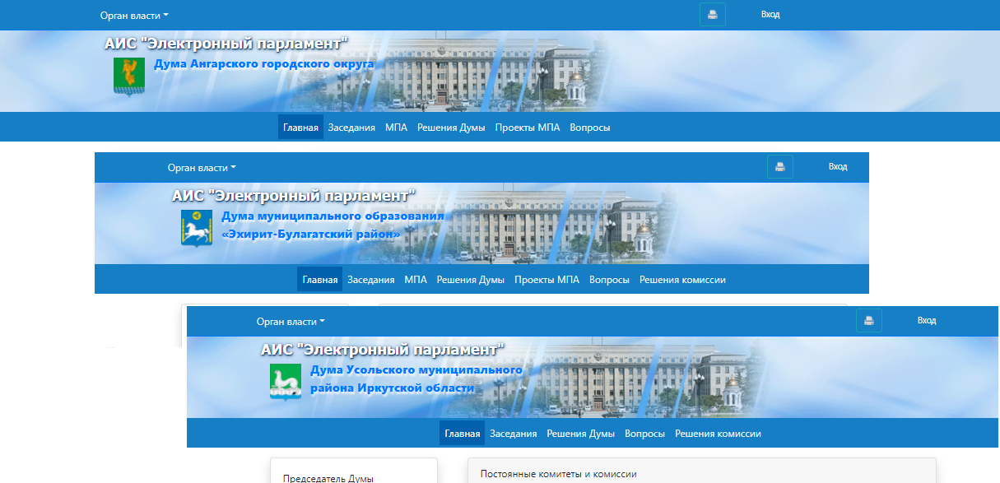 Орган власти
Вход
АИС "Электронный парламент"
Дума Ангарского городского округа
Главная Заседания МПА Решения Думы Проекты МПА Вопросы
Орган власти
Вход
АИС "Электронный парламент"
Дума муниципального образования
«Эхирит-Булагатский район»
Главная Заседания МПА Решения Думы Проекты МПА Вопросы Решения комиссии
Орган власти
Вход
АИС "Электронный парламент"
Дума Усольского муниципального
района Иркутской области
Главная Заседания Решения Думы Вопросы Решения комиссии
Председатель Думы
Постоянные комитеты и комиссии